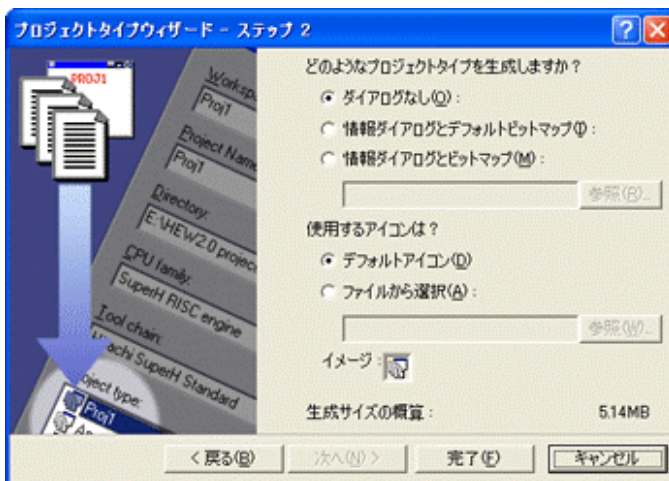 プロジェクトタイプウィザード - ステップ 2
PROJ1
Workspa
Proj1
Project Name
Proj1
Directory:
E:\HEW2.0 projec
CPU family:
SuperH RISC engine
Tool chain:
Hitachi SuperH Standard
Project type:
Proj1
どのようなプロジェクトタイプを生成しますか？
ダイアログなし(O):
情報ダイアログとデフォルトビットマップ(I):
情報ダイアログとビットマップ(M):
参照(R)...
使用するアイコンは？
デフォルトアイコン(D)
ファイルから選択(A):
参照(W)...
イメージ:
生成サイズの概算: 5.14MB
< 戻る(B) 次へ(N) > 完了(F) キャンセル